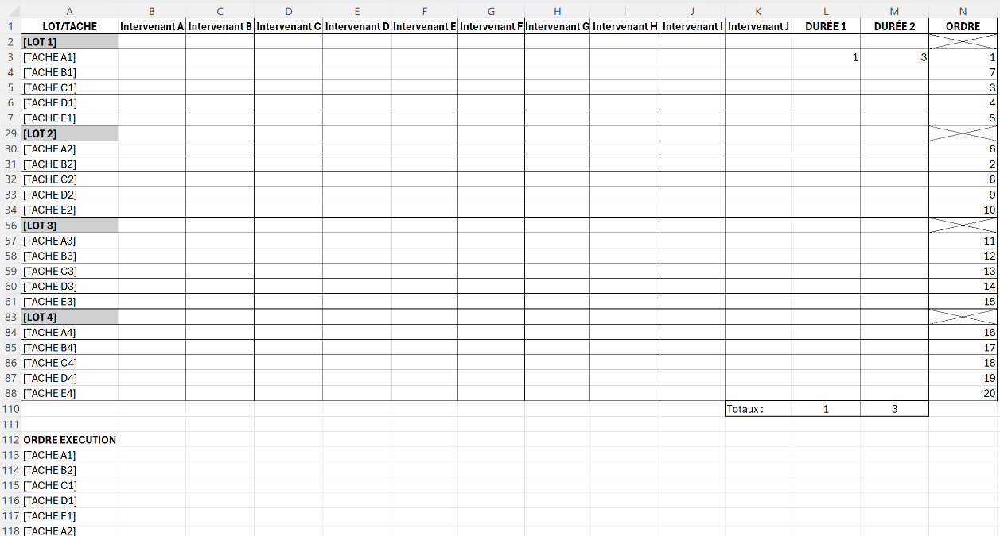 A B C D E F G H I J K L M N
1 LOT/TACHE Intervenant A Intervenant B Intervenant C Intervenant D Intervenant E Intervenant F Intervenant G Intervenant H Intervenant I Intervenant J DURÉE 1 DURÉE 2 ORDRE
2 [LOT 1]
3 [TACHE A1] 1 3 1
4 [TACHE B1] 7
5 [TACHE C1] 3
6 [TACHE D1] 4
7 [TACHE E1] 5
29 [LOT 2]
30 [TACHE A2] 6
31 [TACHE B2] 2
32 [TACHE C2] 8
33 [TACHE D2] 9
34 [TACHE E2] 10
56 [LOT 3]
57 [TACHE A3] 11
58 [TACHE B3] 12
59 [TACHE C3] 13
60 [TACHE D3] 14
61 [TACHE E3] 15
83 [LOT 4]
84 [TACHE A4] 16
85 [TACHE B4] 17
86 [TACHE C4] 18
87 [TACHE D4] 19
88 [TACHE E4] 20
110 Totaux : 1 3
111
112 ORDRE EXECUTION
113 [TACHE A1]
114 [TACHE B2]
115 [TACHE C1]
116 [TACHE D1]
117 [TACHE E1]
118 [TACHE A2]